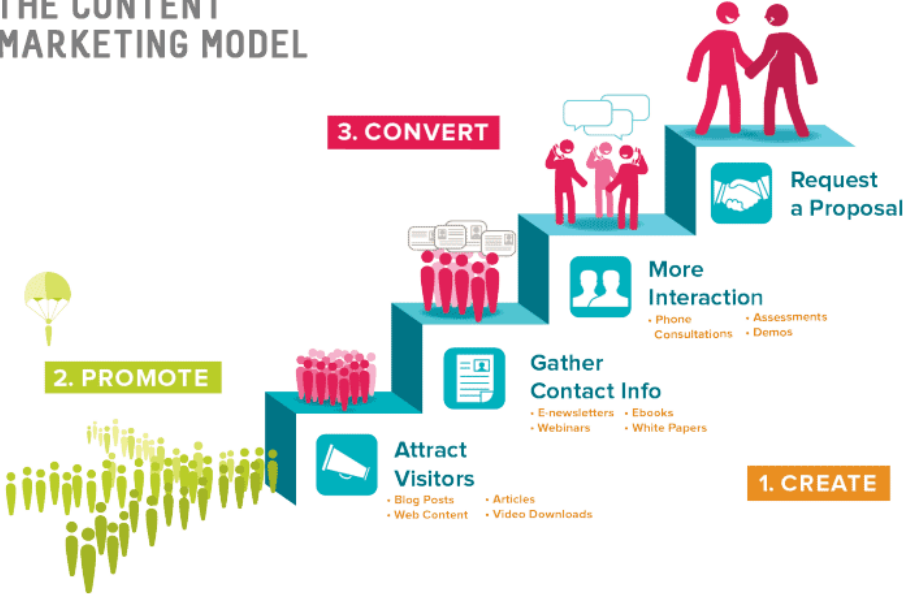 THE CONTENT
MARKETING MODEL
3. CONVERT
Request
a Proposal
More
Interaction
• Phone Consultations
• Assessments
• Demos
2. PROMOTE
Gather
Contact Info
• E-newsletters • Ebooks
• Webinars • White Papers
Attract
Visitors
• Blog Posts • Articles
• Web Content • Video Downloads
1. CREATE